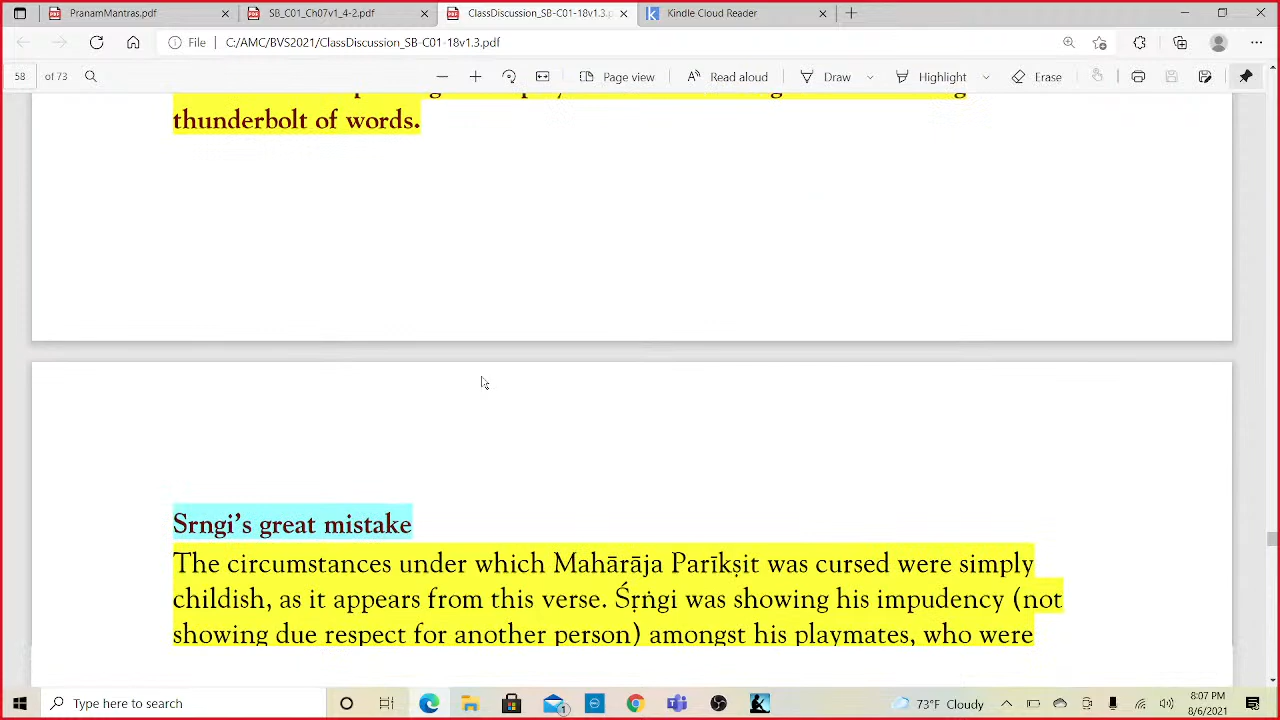 PranamMantras.pdf
SB_C01_Ch07v1_4-2.pdf
ClassDiscussion_SB-C01-18v1.3.p
Kindle Cloud Reader
File
C:/AMC/BVS2021/ClassDiscussion_SB-C01-18v1.3.pdf
58 of 73
Page view
Read aloud
Draw
Highlight
Erase
thunderbolt of words.
Srngi’s great mistake
The circumstances under which Mahārāja Parīkṣit was cursed were simply
childish, as it appears from this verse. Śṛṅgi was showing his impudency (not
showing due respect for another person) amongst his playmates, who were
Type here to search
73°F Cloudy
8:07 PM
8/6/2021